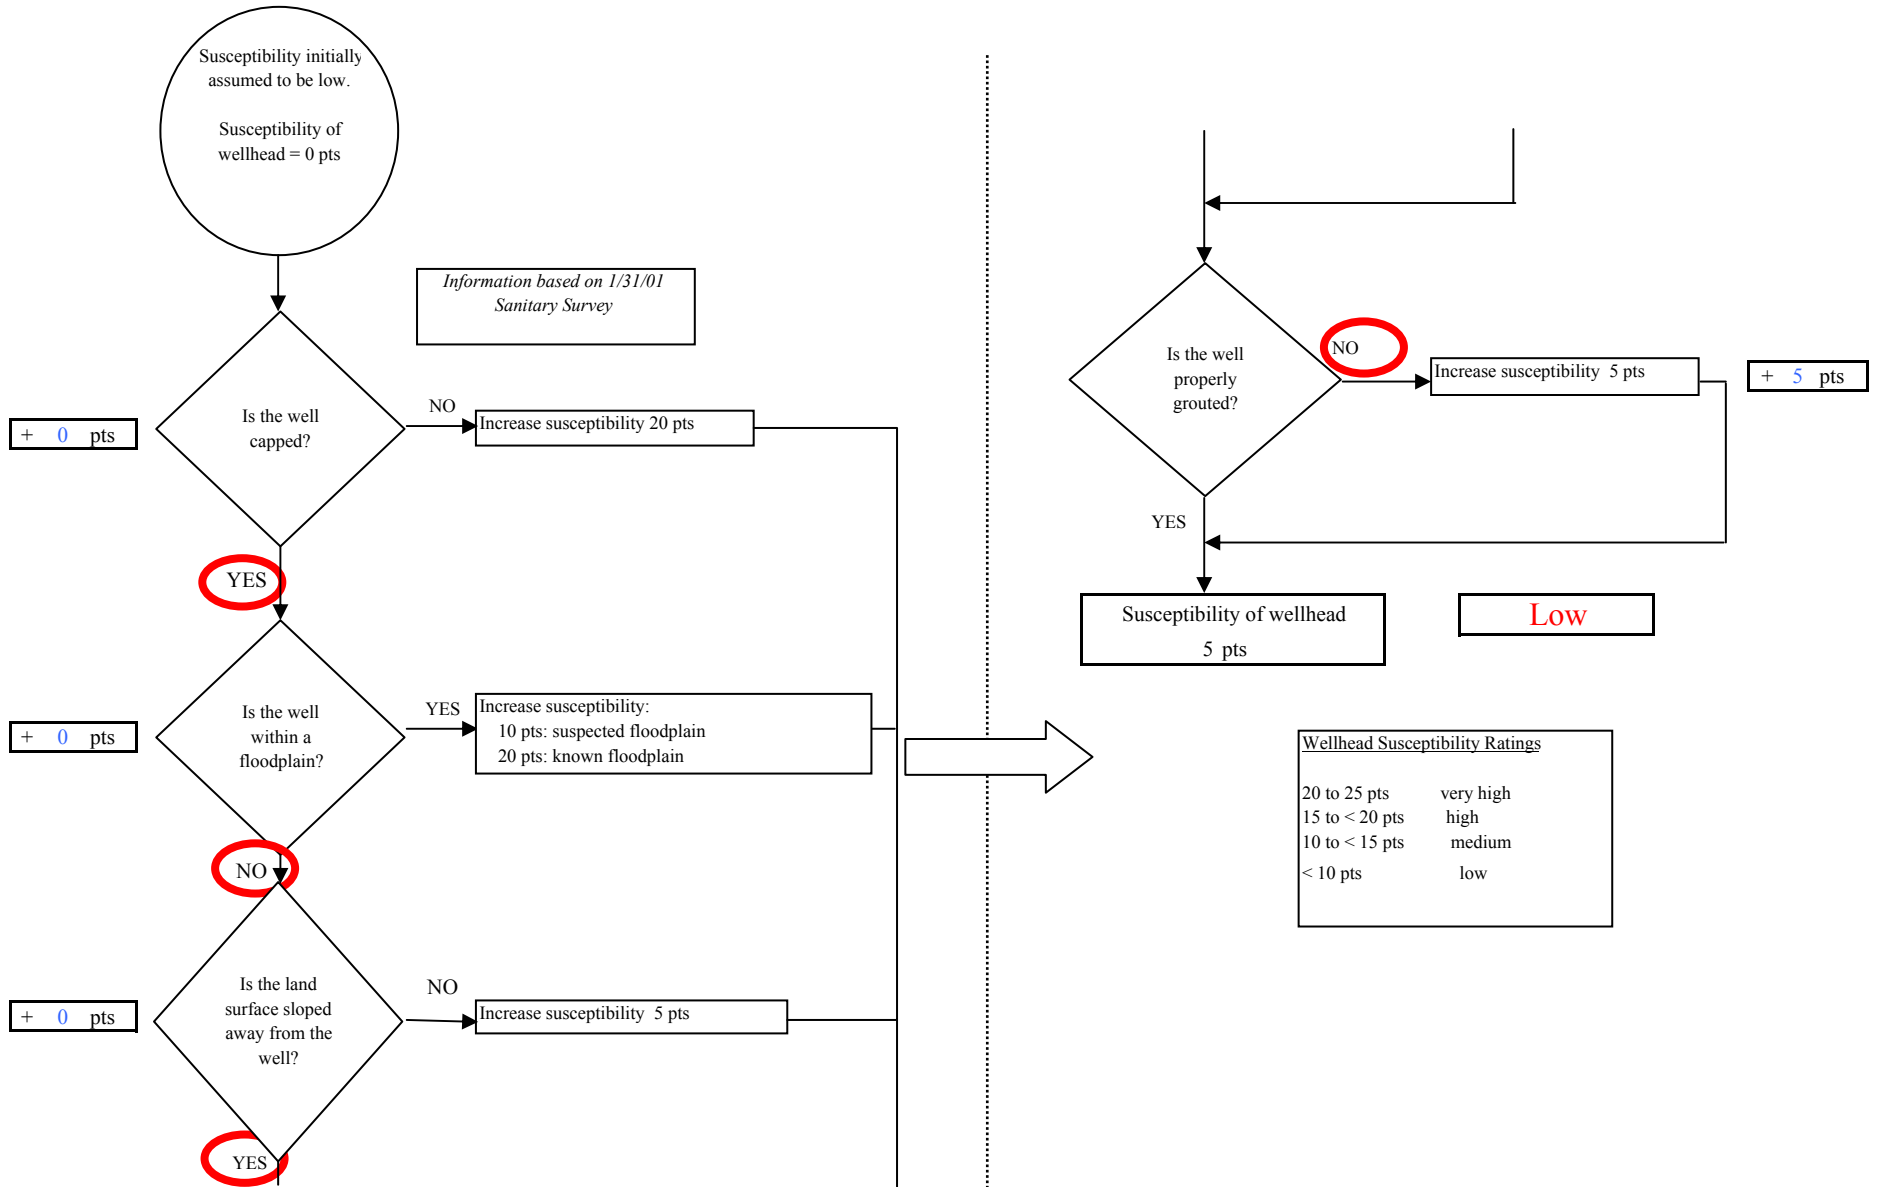 Susceptibility initially
assumed to be low.
Susceptibility of
wellhead = 0 pts
Information based on 1/31/01
Sanitary Survey
+ 0 pts
Is the well
capped?
NO
Increase susceptibility 20 pts
YES
+ 0 pts
Is the well
within a
floodplain?
YES
Increase susceptibility:
10 pts: suspected floodplain
20 pts: known floodplain
NO
+ 0 pts
Is the land
surface sloped
away from the
well?
NO
Increase susceptibility 5 pts
YES
Is the well
properly
grouted?
NO
Increase susceptibility 5 pts
+ 5 pts
YES
Susceptibility of wellhead
5 pts
Low
Wellhead Susceptibility Ratings
20 to 25 pts very high
15 to < 20 pts high
10 to < 15 pts medium
< 10 pts low